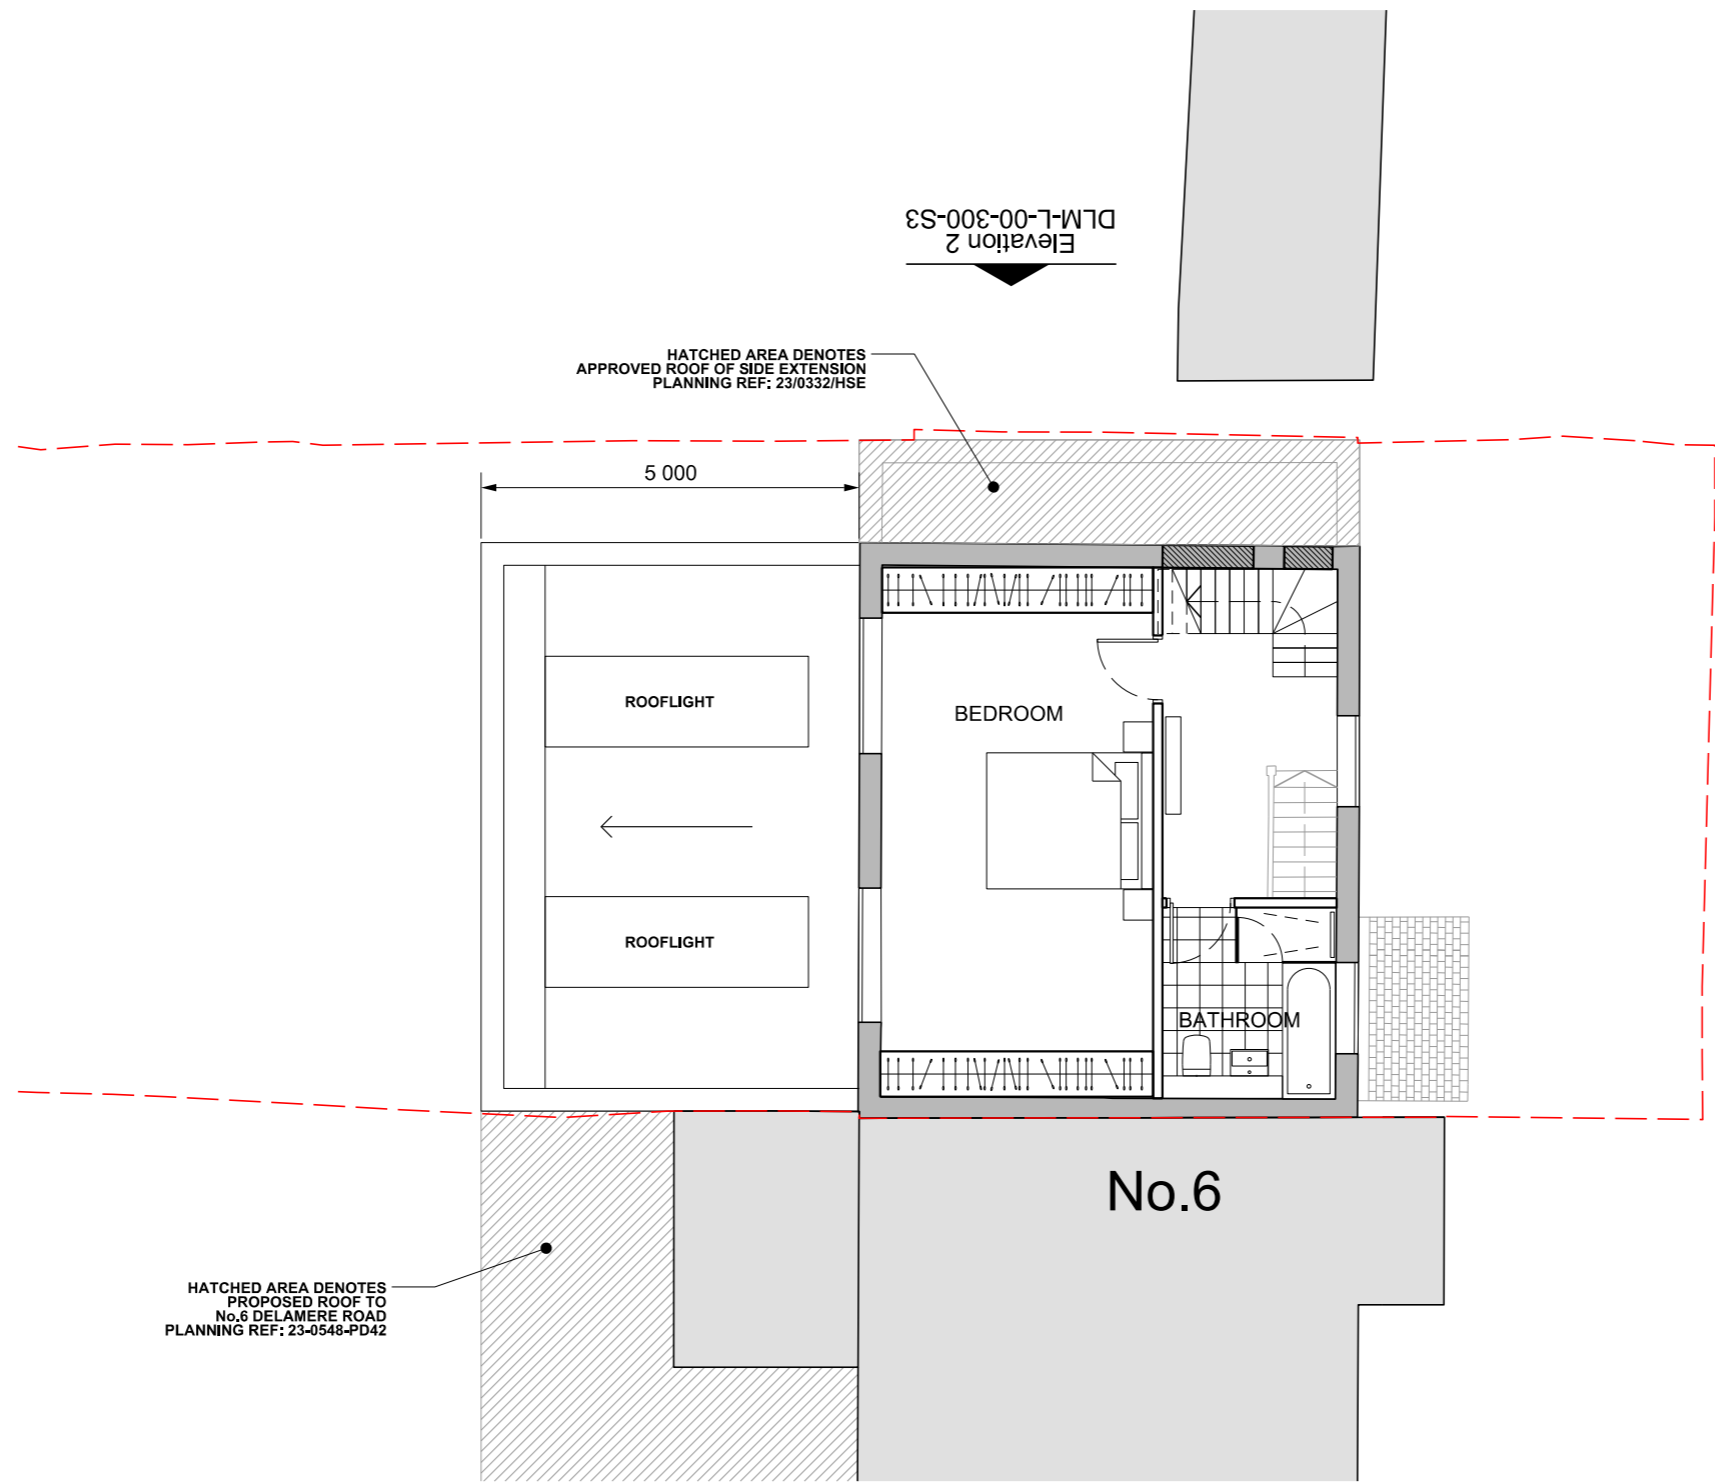 DLM-L-00-300-S3
Elevation 2
HATCHED AREA DENOTES
APPROVED ROOF OF SIDE EXTENSION
PLANNING REF: 23/0332/HSE
5 000
ROOFLIGHT
BEDROOM
ROOFLIGHT
BATHROOM
No.6
HATCHED AREA DENOTES
PROPOSED ROOF TO
No.6 DELAMERE ROAD
PLANNING REF: 23-0548-PD42